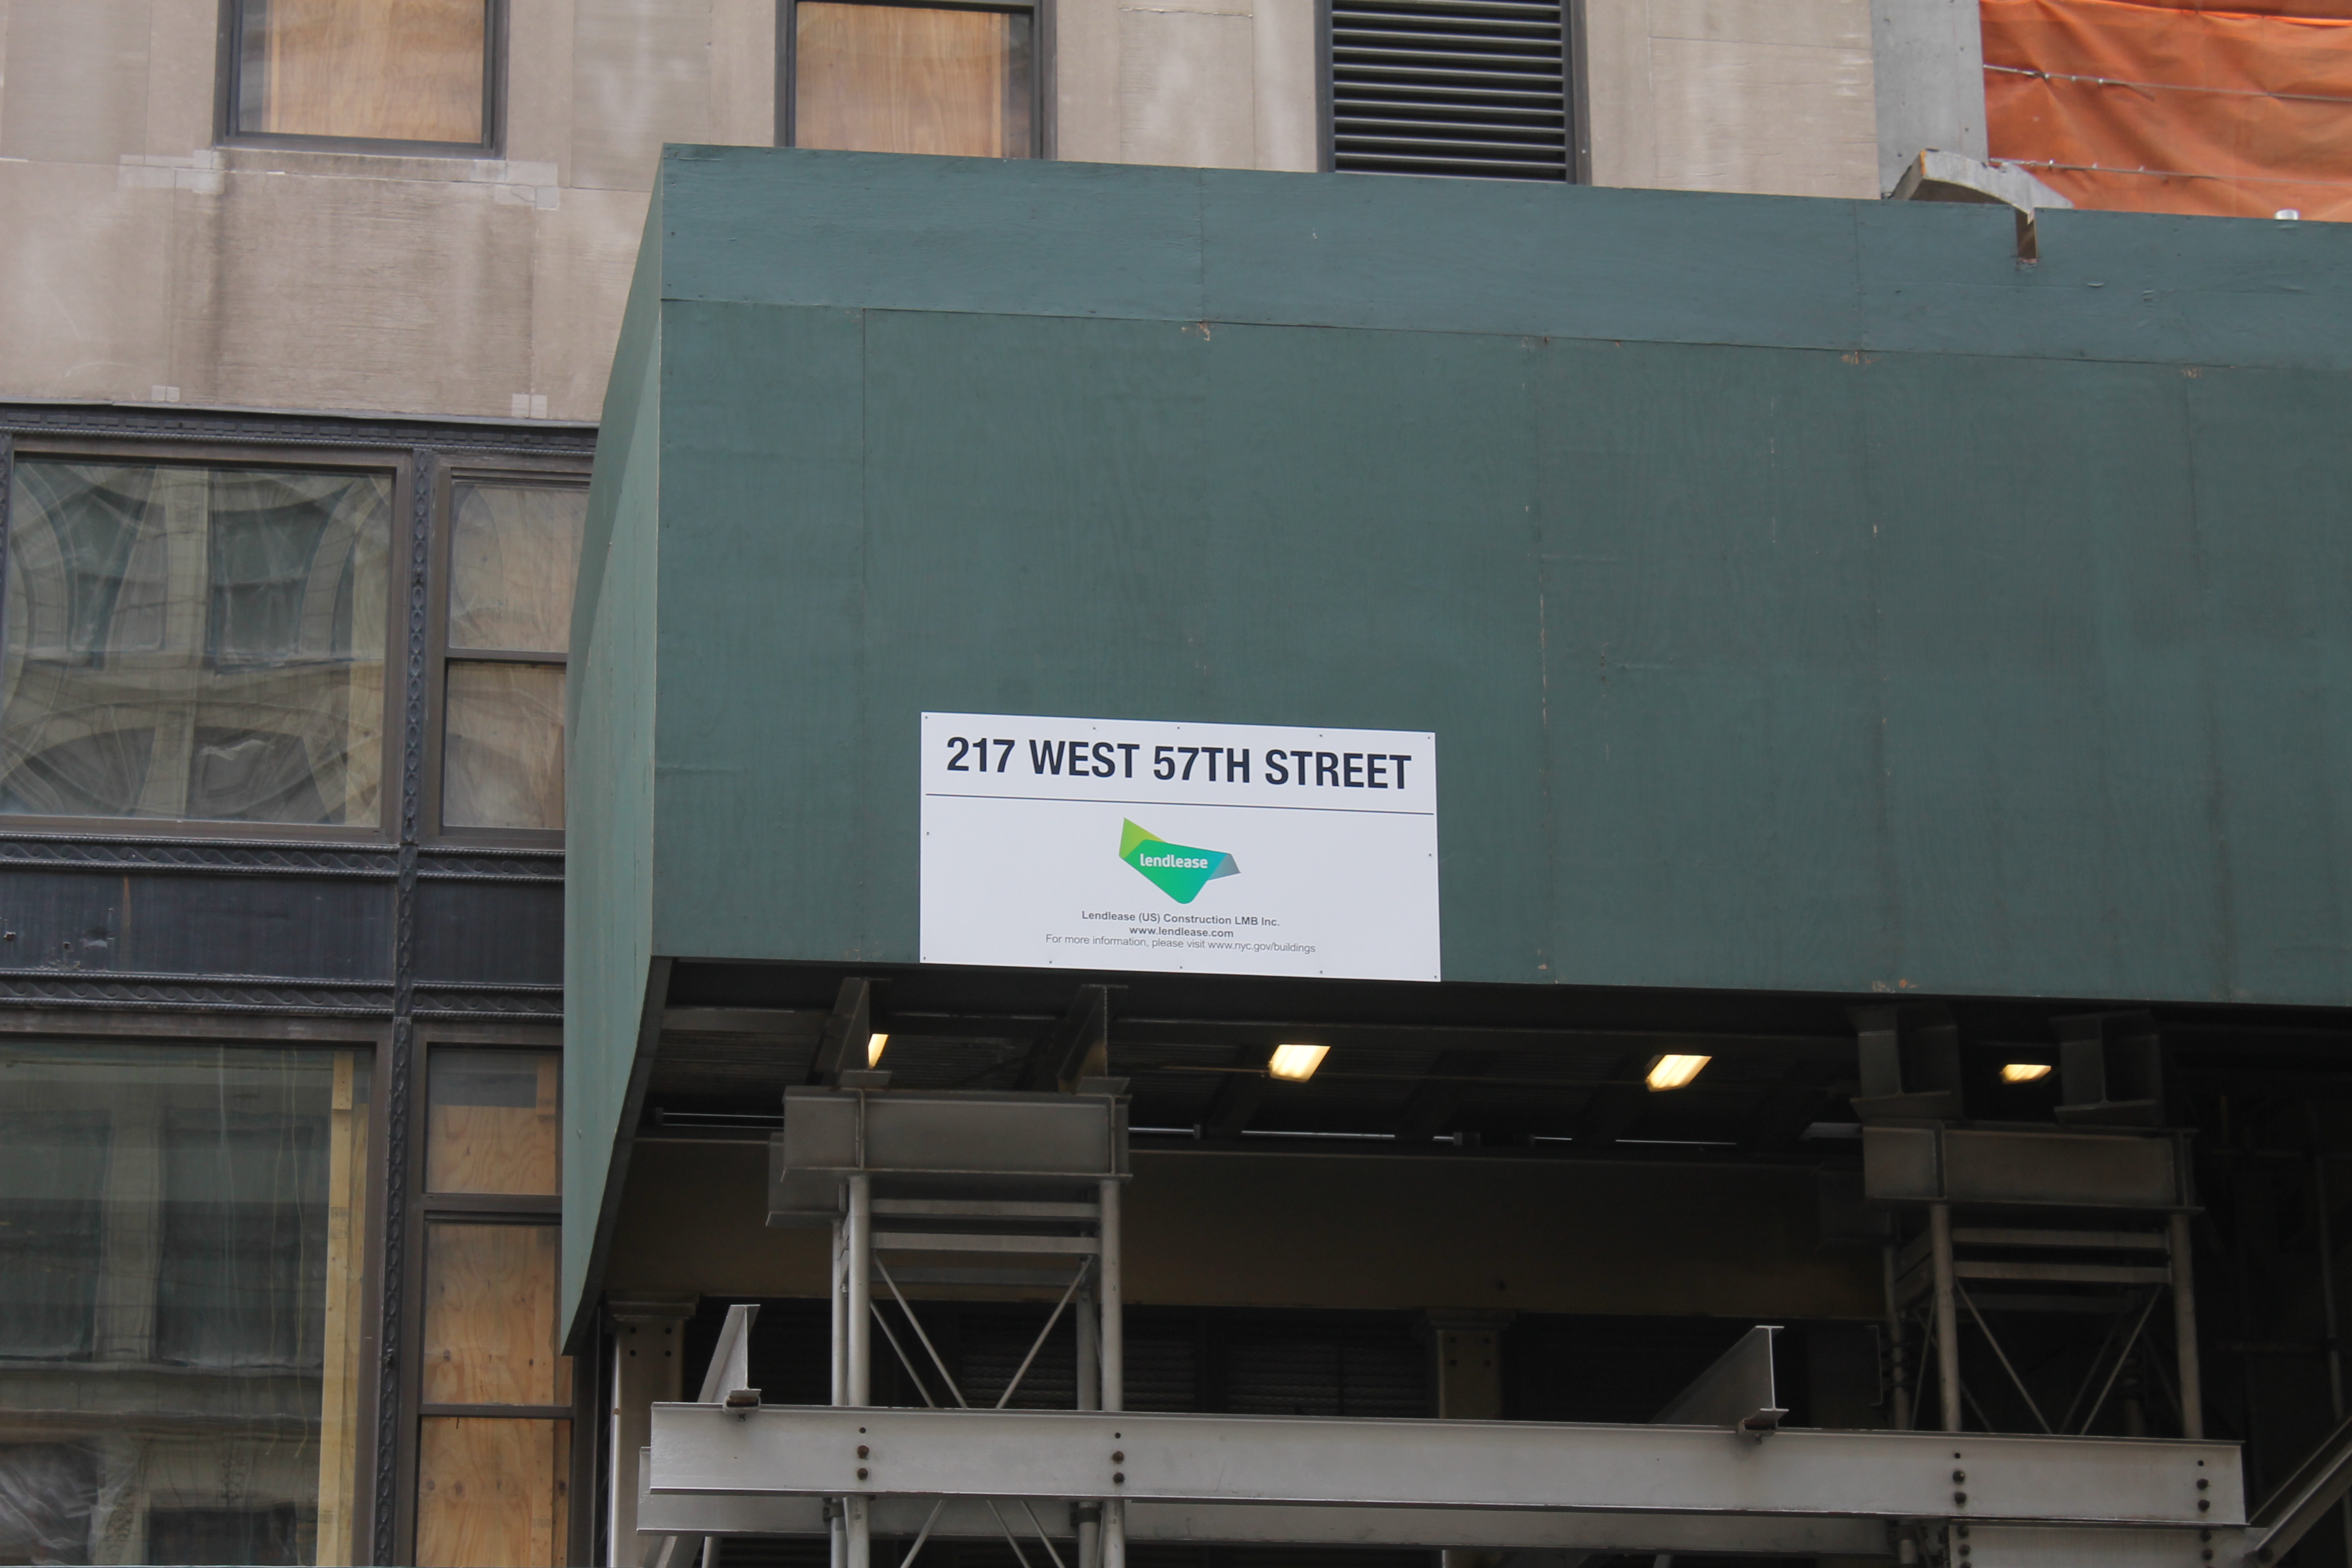 217 WEST 57TH STREET
lendlease
Lendlease (US) Construction LMB Inc.
www.lendlease.com
For more information, please visit www.nyc.gov/buildings